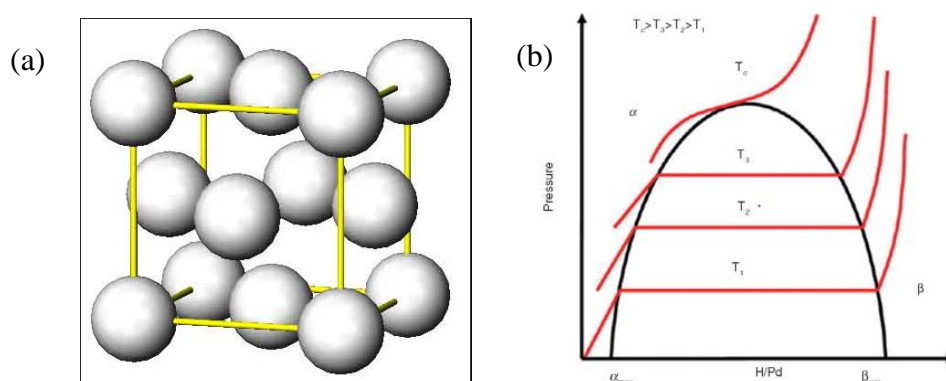 (a)
(b)
T_c>T_3>T_2>T_1
T_c
α
T_3
T_2
T_1
β
Pressure
H/Pd